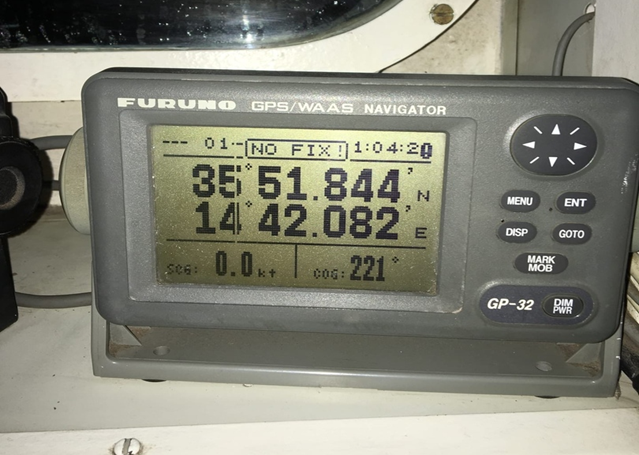 FURUNO GPS/WAAS NAVIGATOR
--- 01- NO FIX! 1:04:20
35°51.844' N
14°42.082' E
SOG: 0.0 kt COG: 221°
MENU ENT
DISP GOTO
MARK
MOB
GP-32 DIM
PWR